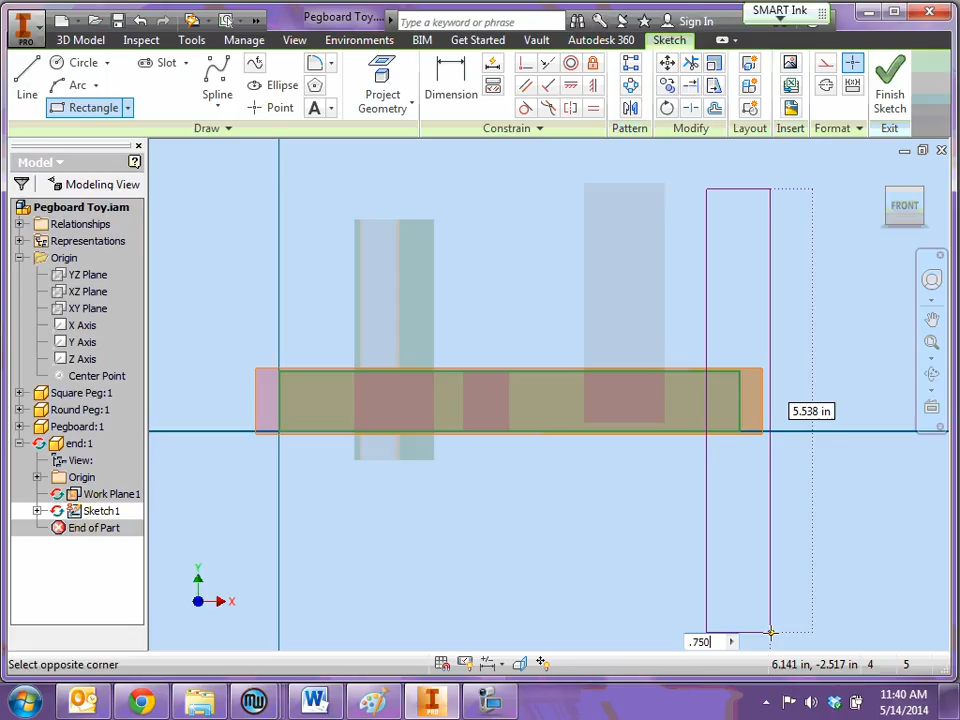 PRO
Pegboard Toy....
Type a keyword or phrase
Sign In
SMART Ink
3D Model
Inspect
Tools
Manage
View
Environments
BIM
Get Started
Vault
Autodesk 360
Sketch
Line
Circle
Arc
Rectangle
Slot
Spline
Ellipse
Point
A
Project
Geometry
Dimension
Finish
Sketch
Draw
Constrain
Pattern
Modify
Layout
Insert
Format
Exit
Model
Modeling View
Pegboard Toy.iam
Relationships
Representations
Origin
YZ Plane
XZ Plane
XY Plane
X Axis
Y Axis
Z Axis
Center Point
Square Peg:1
Round Peg:1
Pegboard:1
end:1
View:
Origin
Work Plane1
Sketch1
End of Part
FRONT
5.538 in
.750
Y
X
Select opposite corner
6.141 in, -2.517 in
4
5
PRO
11:40 AM
5/14/2014